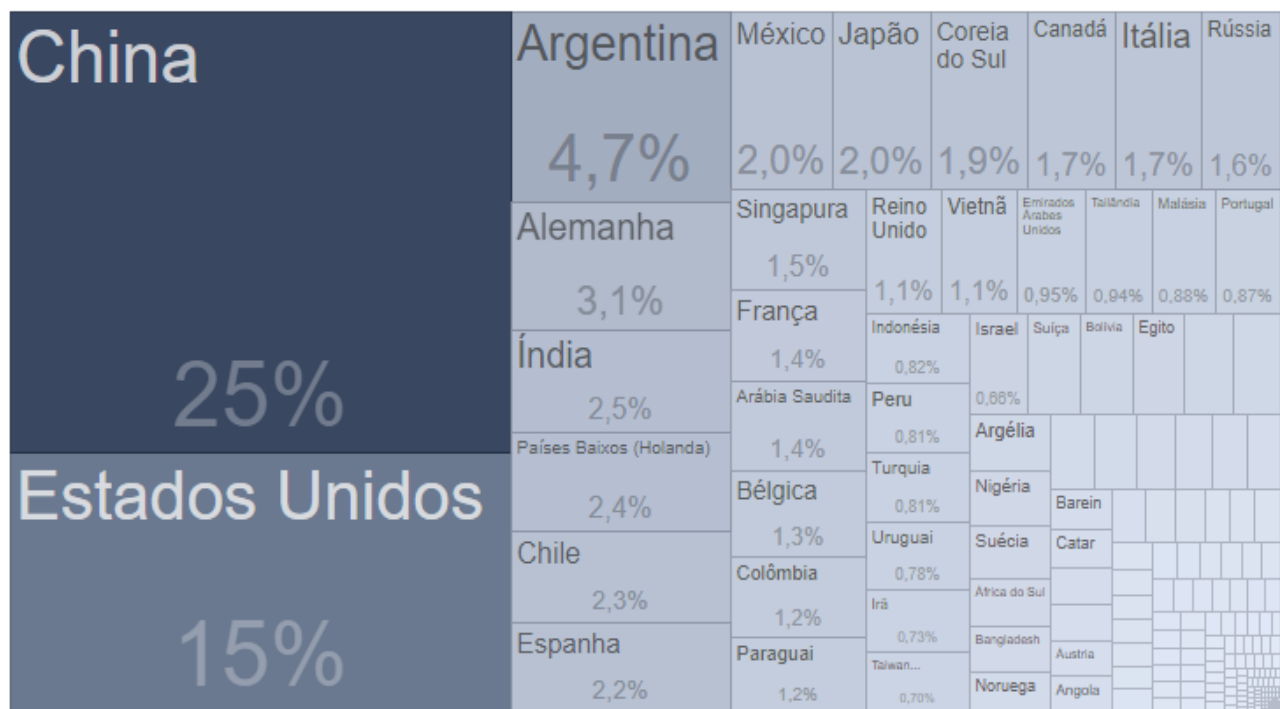 China
25%
Estados Unidos
15%
Argentina
4,7%
Alemanha
3,1%
Índia
2,5%
Países Baixos (Holanda)
2,4%
Chile
2,3%
Espanha
2,2%
México
2,0%
Japão
2,0%
Coreia
do Sul
1,9%
Canadá
1,7%
Itália
1,7%
Rússia
1,6%
Singapura
1,5%
França
1,4%
Arábia Saudita
1,4%
Bélgica
1,3%
Colômbia
1,2%
Paraguai
1,2%
Reino
Unido
1,1%
Vietnã
1,1%
Emirados
Árabes
Unidos
0,95%
Tailândia
0,94%
Malásia
0,88%
Portugal
0,87%
Indonésia
0,82%
Peru
0,81%
Turquia
0,81%
Uruguai
0,78%
Irã
0,73%
Taiwan...
0,70%
Israel
0,66%
Suíça
Bolívia
Egito
Argélia
Nigéria
Suécia
África do Sul
Bangladesh
Noruega
Barein
Catar
Áustria
Angola